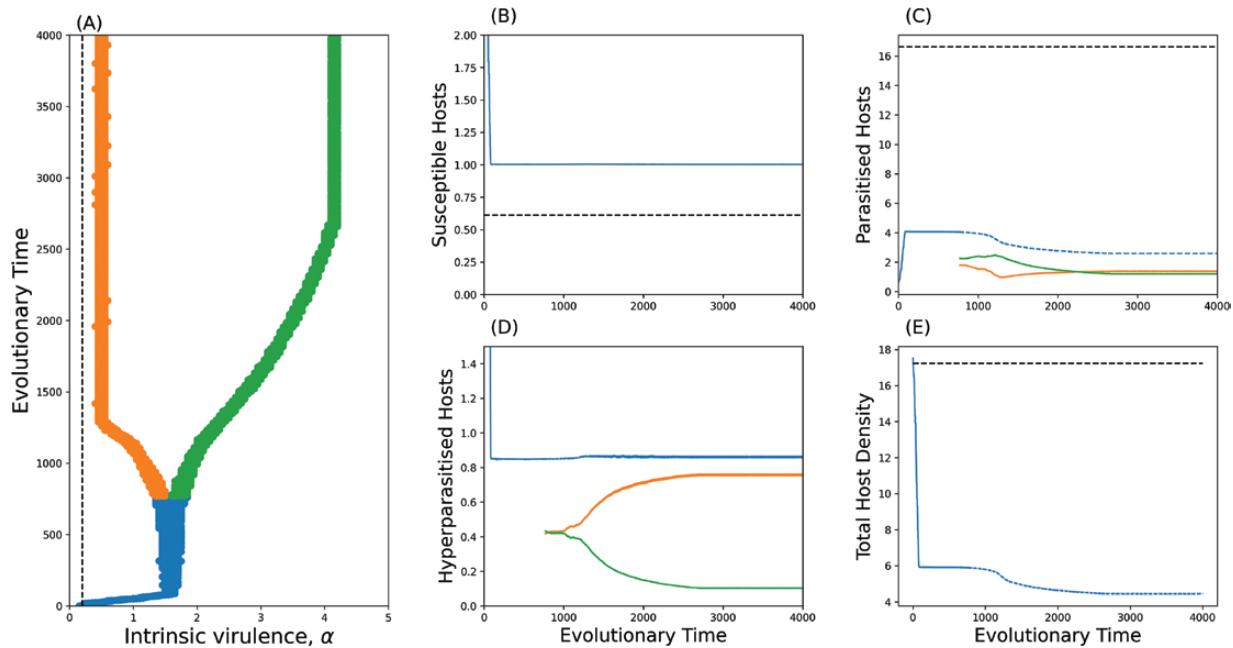 (A)
Evolutionary Time
4000
3500
3000
2500
2000
1500
1000
500
0
0 1 2 3 4 5
Intrinsic virulence, α
(B)
Susceptible Hosts
2.00
1.75
1.50
1.25
1.00
0.75
0.50
0.25
0.00
0 1000 2000 3000 4000
(C)
Parasitised Hosts
16
14
12
10
8
6
4
2
0
0 1000 2000 3000 4000
(D)
Hyperparasitised Hosts
1.4
1.2
1.0
0.8
0.6
0.4
0.2
0.0
0 1000 2000 3000 4000
Evolutionary Time
(E)
Total Host Density
18
16
14
12
10
8
6
4
0 1000 2000 3000 4000
Evolutionary Time